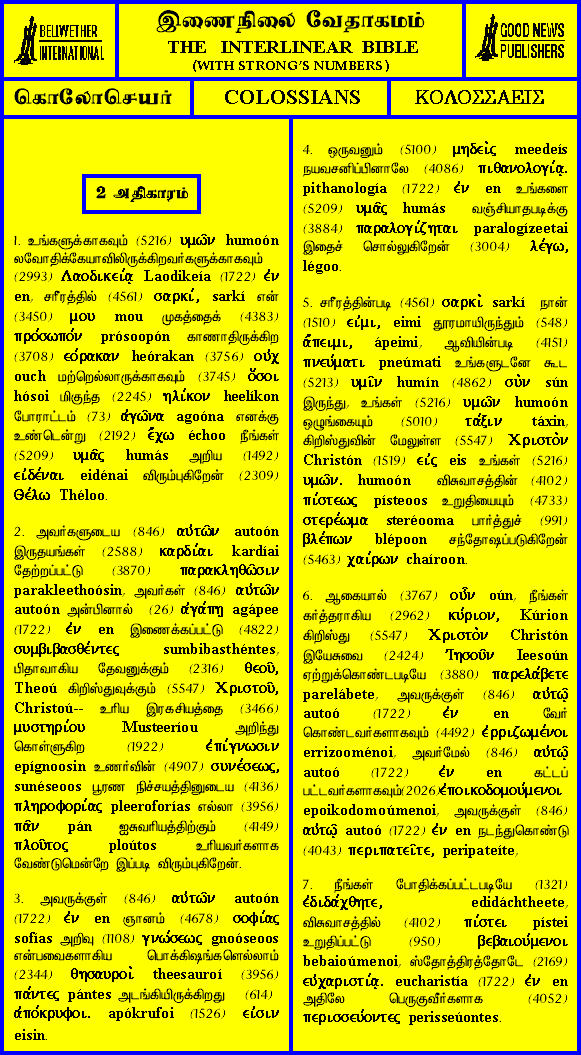 BELLWETHER
INTERNATIONAL
இணைநிலை வேதாகமம்
THE INTERLINEAR BIBLE
(WITH STRONG'S NUMBERS)
GOOD NEWS
PUBLISHERS
கொலோசெயர்
COLOSSIANS
ΚΟΛΟΣΣΑΕΙΣ
2 அதிகாரம்
1. உங்களுக்காகவும் (5216) υμῶν humoón
லவோதிக்கேயாவிலிருக்கிறவர்களுக்காகவும்
(2993) Λαοδικείᾳ Laodikeía (1722) ἐν
en, சரீரத்தில் (4561) σαρκί, sarkí என்
(3450) μου mou முகத்தைக் (4383)
πρόσωπόν prósoopón காணாதிருக்கிற
(3708) εόρακαν heórakan (3756) οὐχ
ouch மற்றெல்லாருக்காகவும் (3745) ὅσοι
hósoi மிகுந்த (2245) ηλίκον heelíkon
போராட்டம் (73) ἀγῶνα agoóna எனக்கு
உண்டென்று (2192) ἔχω échoo நீங்கள்
(5209) υμᾶς humás அறிய (1492)
εἰδέναι eidénai விரும்புகிறேன் (2309)
Θέλω Théloo.
2. அவர்களுடைய (846) αὐτῶν autoón
இருதயங்கள் (2588) καρδίαι kardíai
தேற்றப்பட்டு (3870) παρακληθῶσιν
parakleethoósin, அவர்கள் (846) αὐτῶν
autoón அன்பினால் (26) ἀγάπῃ agápee
(1722) ἐν en இணைக்கப்பட்டு (4822)
συμβιβασθέντες sumbibasthéntes,
பிதாவாகிய தேவனுக்கும் (2316) θεοῦ,
Theoú கிறிஸ்துவுக்கும் (5547) Χριστοῦ,
Christoú-- உரிய இரகசியத்தை (3466)
μυστηρίου Musteeríou அறிந்து
கொள்ளுகிற (1922) ἐπίγνωσιν
epígnoosin உணர்வின் (4907) συνέσεως,
sunéseoos பூரண நிச்சயத்தினுடைய (4136)
πληροφορίας pleeroforías எல்லா (3956)
πᾶν pán ஐசுவரியத்திற்கும் (4149)
πλοῦτος ploútos உரியவர்களாக
வேண்டுமென்றே இப்படி விரும்புகிறேன்.
3. அவருக்குள் (846) αὐτῶν autoón
(1722) ἐν en ஞானம் (4678) σοφίας
sofías அறிவு (1108) γνώσεως gnoóseoos
என்பவைகளாகிய பொக்கிஷங்களெல்லாம்
(2344) θησαυροὶ theesauroí (3956)
πάντες pántes அடங்கியிருக்கிறது (614)
ἀπόκρυφοι. apókrufoi (1526) εἰσιν
eisin.
4. ஒருவனும் (5100) μηδεὶς meedeis
நயவசனிப்பினாலே (4086) πιθανολογίᾳ.
pithanología (1722) ἐν en உங்களை
(5209) υμᾶς humás வஞ்சியாதபடிக்கு
(3884) παραλογίζηται paralogízeetai
இதைச் சொல்லுகிறேன் (3004) λέγω,
légoo.
5. சரீரத்தின்படி (4561) σαρκὶ sarkí நான்
(1510) εἰμι, eimi தூரமாயிருந்தும் (548)
ἄπειμι, ápeimi, ஆவியின்படி (4151)
πνεύματι pneúmati உங்களுடனே கூட
(5213) υμῖν humín (4862) σὺν sún
இருந்து, உங்கள் (5216) υμῶν humoón
ஒழுங்கையும் (5010) τάξιν táxin,
கிறிஸ்துவின் மேலுள்ள (5547) Χριστὸν
Christón (1519) εἰς eis உங்கள் (5216)
υμῶν. humoón விசுவாசத்தின் (4102)
πίστεως písteoos உறுதியையும் (4733)
στερέωμα steréooma பார்த்துச் (991)
βλέπων blépoon சந்தோஷப்படுகிறேன்
(5463) χαίρων chaíroon.
6. ஆகையால் (3767) οὖν oún, நீங்கள்
கர்த்தராகிய (2962) κύριον, Kúrion
கிறிஸ்து (5547) Χριστὸν Christón
இயேசுவை (2424) Ἰησοῦν Ieesoún
ஏற்றுக்கொண்டபடியே (3880) παρελάβετε
parelábete, அவருக்குள் (846) αὐτῷ
autoó (1722) ἐν en வேர்
கொண்டவர்களாகவும் (4492) ἐρριζωμένοι
errizooménoi, அவர்மேல் (846) αὐτῷ
autoó (1722) ἐν en கட்டப்
பட்டவர்களாகவும்(2026)ἐποικοδομούμενοι
epoikodomoúmenoi, அவருக்குள் (846)
αὐτῷ autoó (1722) ἐν en நடந்துகொண்டு
(4043) περιπατεῖτε, peripateíte,
7. நீங்கள் போதிக்கப்பட்டபடியே (1321)
ἐδιδάχθητε, edidáchtheete,
விசுவாசத்தில் (4102) πίστει pístei
உறுதிப்பட்டு (950) βεβαιούμενοι
bebaioúmenoi, ஸ்தோத்திரத்தோடே (2169)
εὐχαριστίᾳ. eucharistía (1722) ἐν en
அதிலே பெருகுவீர்களாக (4052)
περισσεύοντες perisseúontes.